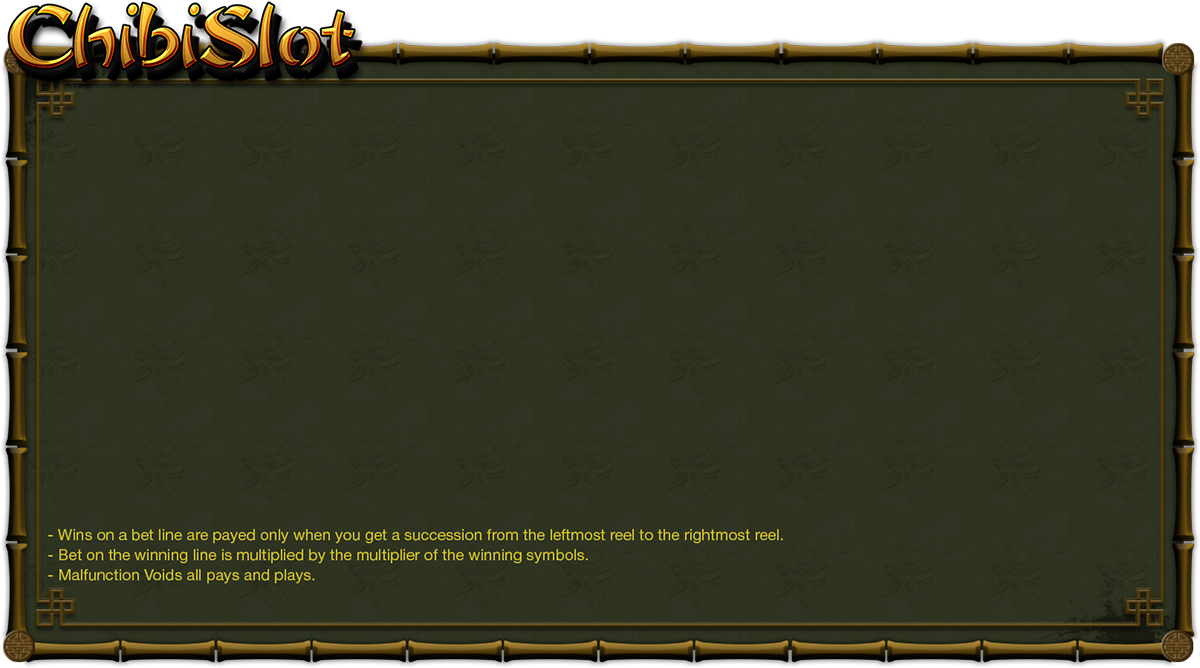 ChibiSlot
- Wins on a bet line are payed only when you get a succession from the leftmost reel to the rightmost reel.
- Bet on the winning line is multiplied by the multiplier of the winning symbols.
- Malfunction Voids all pays and plays.